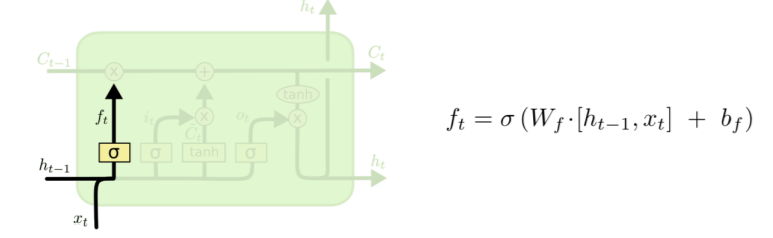 h_t
C_{t-1}
C_t
x
+
tanh
f_t
i_t
x
o_t
x
C̃_t
σ
σ
tanh
σ
h_{t-1}
h_t
x_t
f_t = σ (W_f·[h_{t-1}, x_t] + b_f)